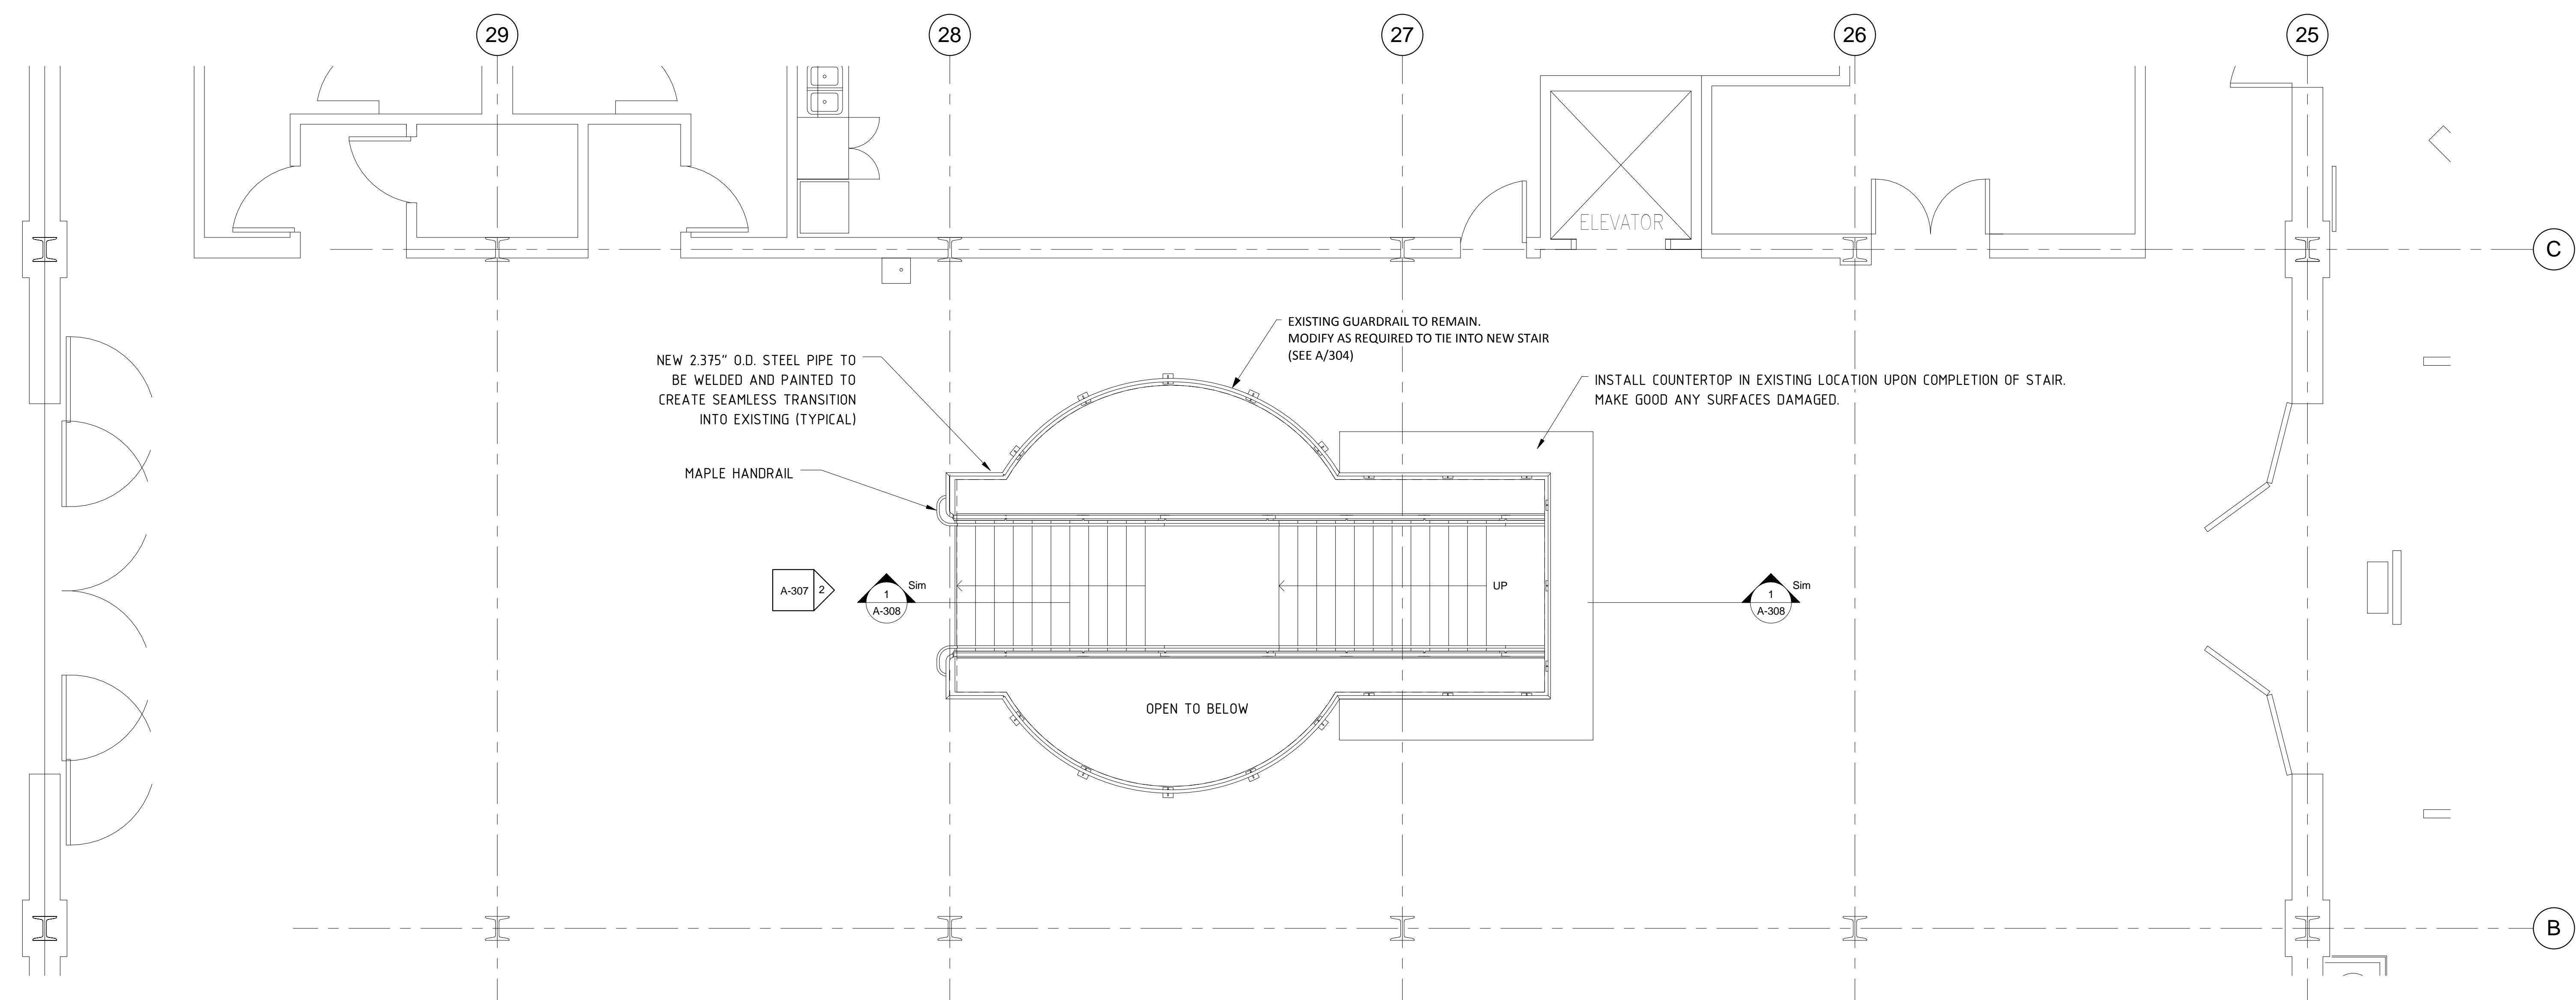 29
28
27
26
25
ELEVATOR
C
EXISTING GUARDRAIL TO REMAIN.
MODIFY AS REQUIRED TO TIE INTO NEW STAIR
(SEE A/304)
NEW 2.375" O.D. STEEL PIPE TO
BE WELDED AND PAINTED TO
CREATE SEAMLESS TRANSITION
INTO EXISTING (TYPICAL)
INSTALL COUNTERTOP IN EXISTING LOCATION UPON COMPLETION OF STAIR.
MAKE GOOD ANY SURFACES DAMAGED.
MAPLE HANDRAIL
A-307
2
Sim
1
A-308
UP
Sim
1
A-308
OPEN TO BELOW
B